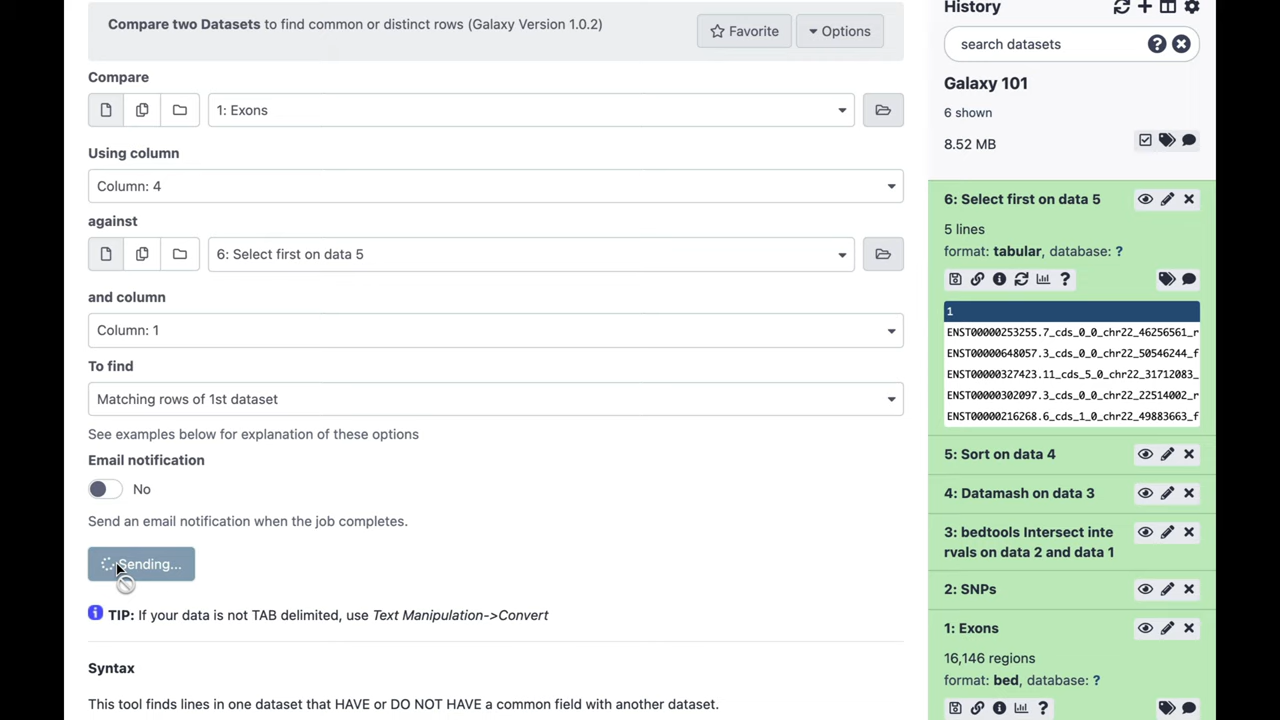 Compare two Datasets to find common or distinct rows (Galaxy Version 1.0.2)
Favorite
Options
Compare
1: Exons
Using column
Column: 4
against
6: Select first on data 5
and column
Column: 1
To find
Matching rows of 1st dataset
See examples below for explanation of these options
Email notification
No
Send an email notification when the job completes.
Sending...
TIP: If your data is not TAB delimited, use Text Manipulation->Convert
Syntax
This tool finds lines in one dataset that HAVE or DO NOT HAVE a common field with another dataset.
History
search datasets
Galaxy 101
6 shown
8.52 MB
6: Select first on data 5
5 lines
format: tabular, database: ?
1
ENST00000253255.7_cds_0_0_chr22_46256561_r
ENST00000648057.3_cds_0_0_chr22_50546244_f
ENST00000327423.11_cds_5_0_chr22_31712083_
ENST00000302097.3_cds_0_0_chr22_22514002_r
ENST00000216268.6_cds_1_0_chr22_49883663_f
5: Sort on data 4
4: Datamash on data 3
3: bedtools Intersect inte
rvals on data 2 and data 1
2: SNPs
1: Exons
16,146 regions
format: bed, database: ?